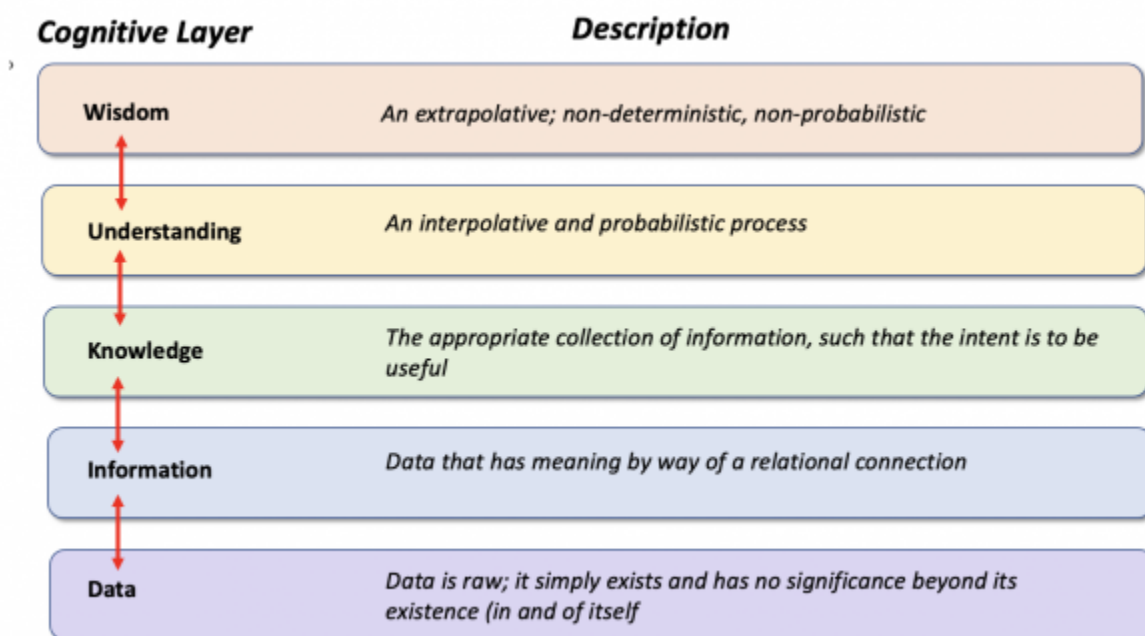 Cognitive Layer
Description
Wisdom
An extrapolative; non-deterministic, non-probabilistic
Understanding
An interpolative and probabilistic process
Knowledge
The appropriate collection of information, such that the intent is to be
useful
Information
Data that has meaning by way of a relational connection
Data
Data is raw; it simply exists and has no significance beyond its
existence (in and of itself